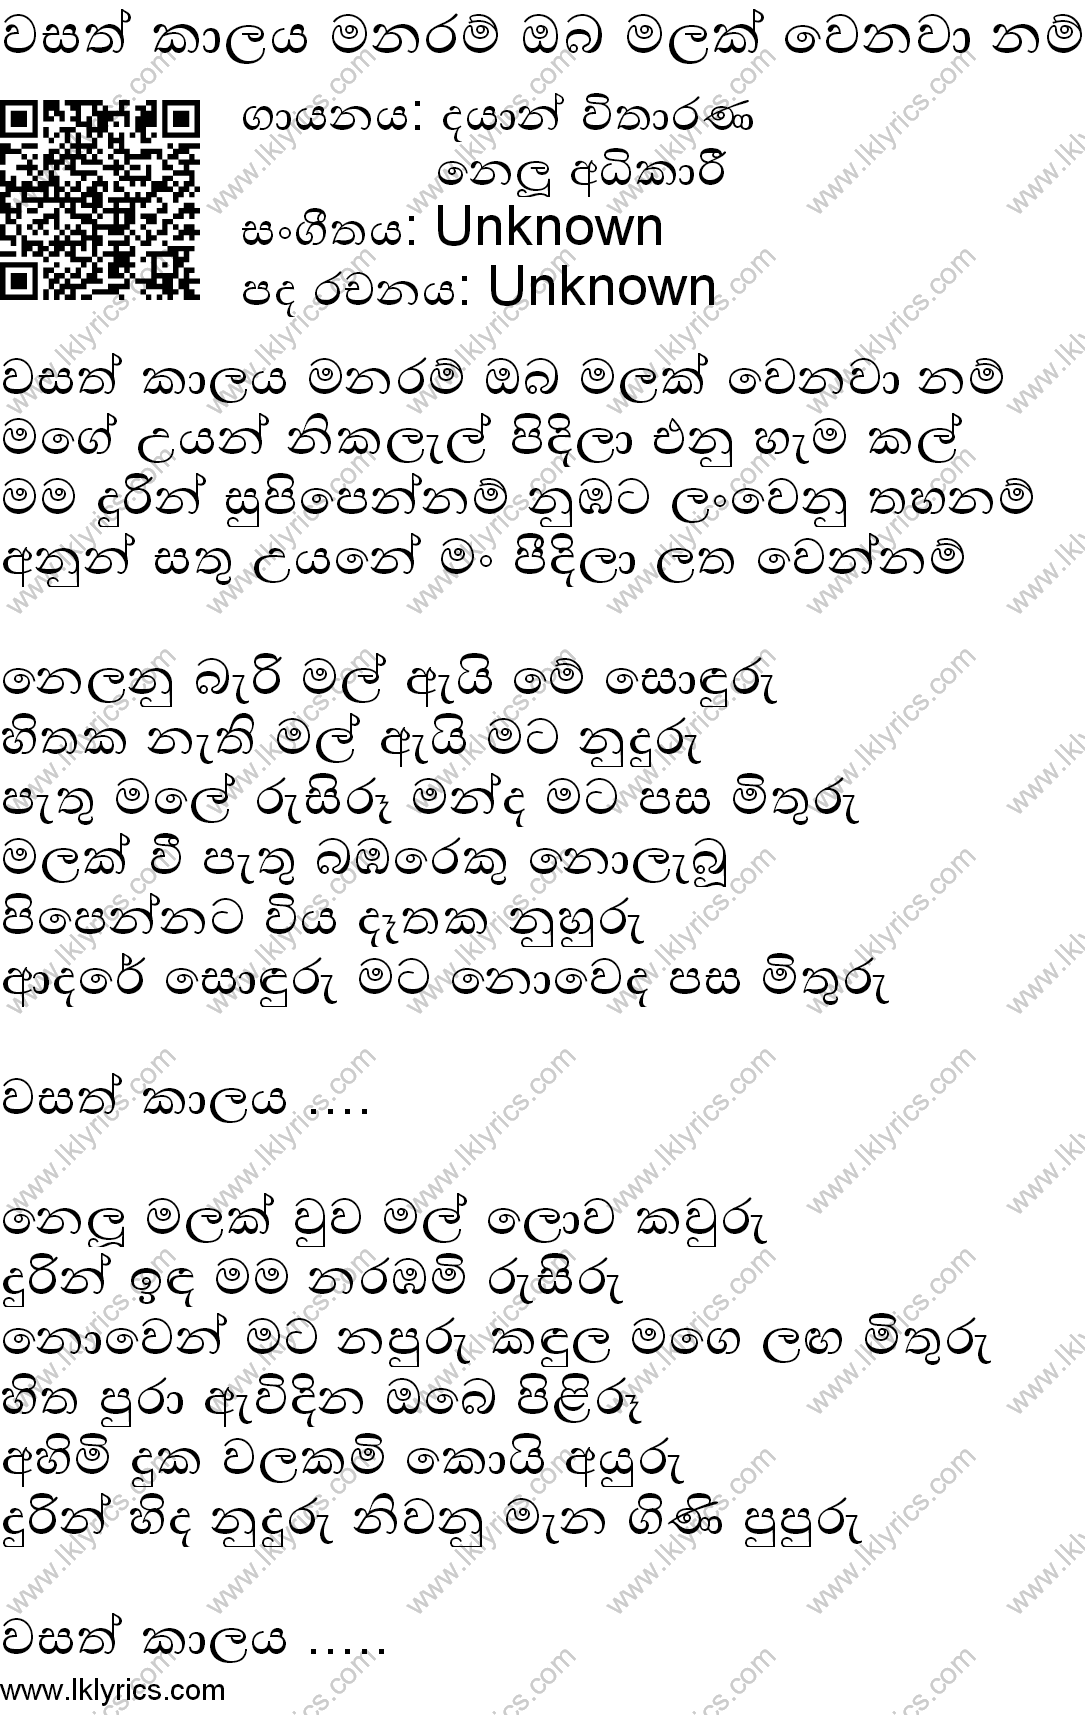 වසත් කාලය මනරම් ඔබ මලක් වෙනවා නම්
ගායනය: දයාන් විතාරණ
නෙලූ අධිකාරී
සංගීතය: Unknown
පද රචනය: Unknown
වසත් කාලය මනරම් ඔබ මලක් වෙනවා නම්
මගේ උයන් නිකලැල් පිදිලා එනු හැම කල්
මම දුරින් සුපිපෙන්නම් නුඹට ලංවෙනු තහනම්
අනුන් සතු උයනේ මං පීදිලා ලත වෙන්නම්
නෙලනු බැරි මල් ඇයි මේ සොඳුරු
හිතක නැති මල් ඇයි මට නුදුරු
පැතූ මලේ රුසිරූ මන්ද මට පස මිතුරු
මලක් වී පැතු බඹරෙකු නොලැබූ
පිපෙන්නට විය දෑතක නුහුරු
ආදරේ සොඳුරු මට නොවෙද පස මිතුරු
වසත් කාලය ....
නෙලූ මලක් වුව මල් ලොව කවුරු
දුරින් ඉඳ මම නරඹමි රුසිරු
නොවෙන් මට නපුරු කඳුල මගෙ ලඟ මිතුරු
හිත පුරා ඇවිදින ඔබෙ පිළිරූ
අහිමි දුක වලකමි කොයි අයුරු
දුරින් හිද නුදුරු නිවනු මැන ගිණි පුපුරු
වසත් කාලය .....
www.lklyrics.com